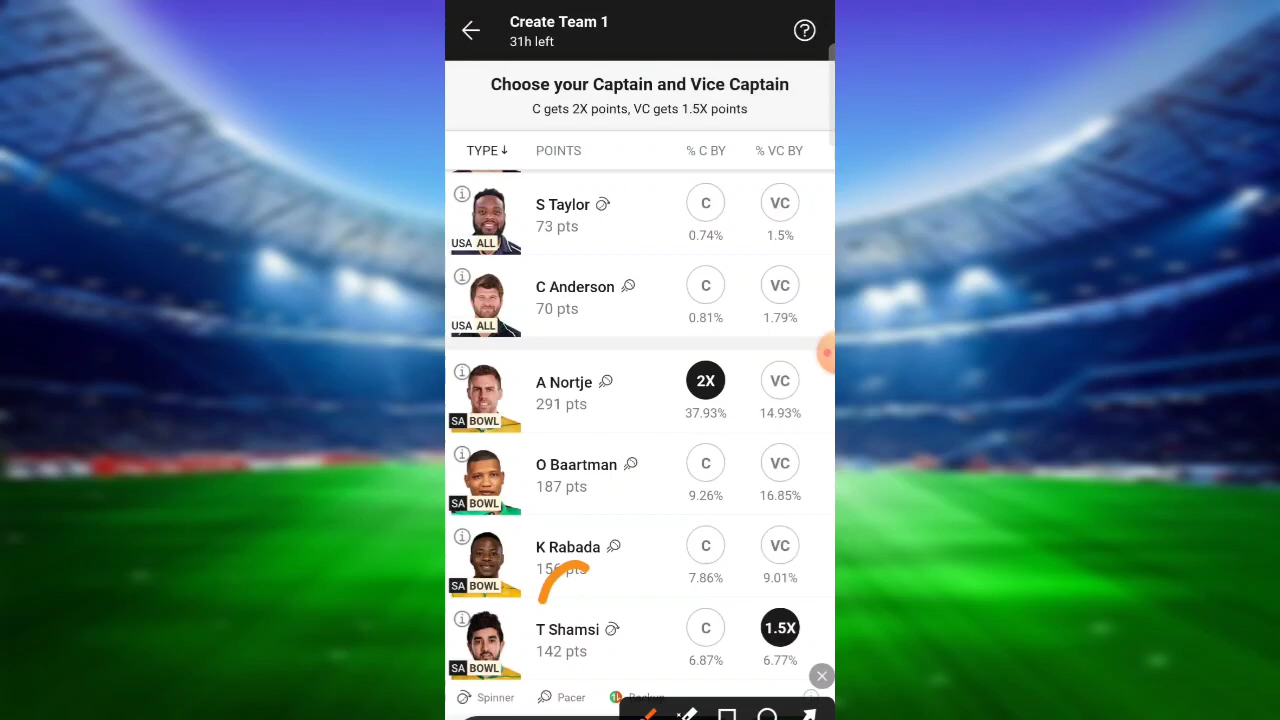 Create Team 1
31h left
Choose your Captain and Vice Captain
C gets 2X points, VC gets 1.5X points
TYPE↓ POINTS % C BY % VC BY
S Taylor C VC
73 pts 0.74% 1.5%
USA ALL
C Anderson C VC
70 pts 0.81% 1.79%
USA ALL
A Nortje 2X VC
291 pts 37.93% 14.93%
SA BOWL
O Baartman C VC
187 pts 9.26% 16.85%
SA BOWL
K Rabada C VC
156 pts 7.86% 9.01%
SA BOWL
T Shamsi C 1.5X
142 pts 6.87% 6.77%
SA BOWL
Spinner Pacer Backup